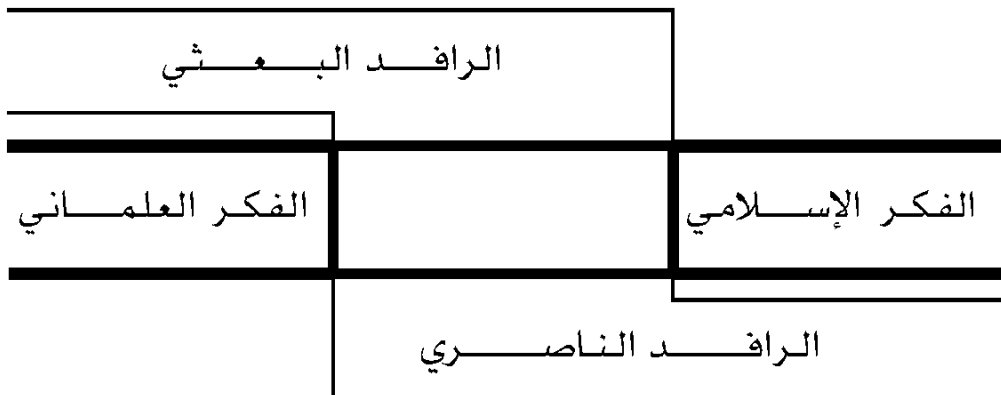 الرافد البعثي
الفكر الإسلامي
الفكر العلماني
الرافد الناصري